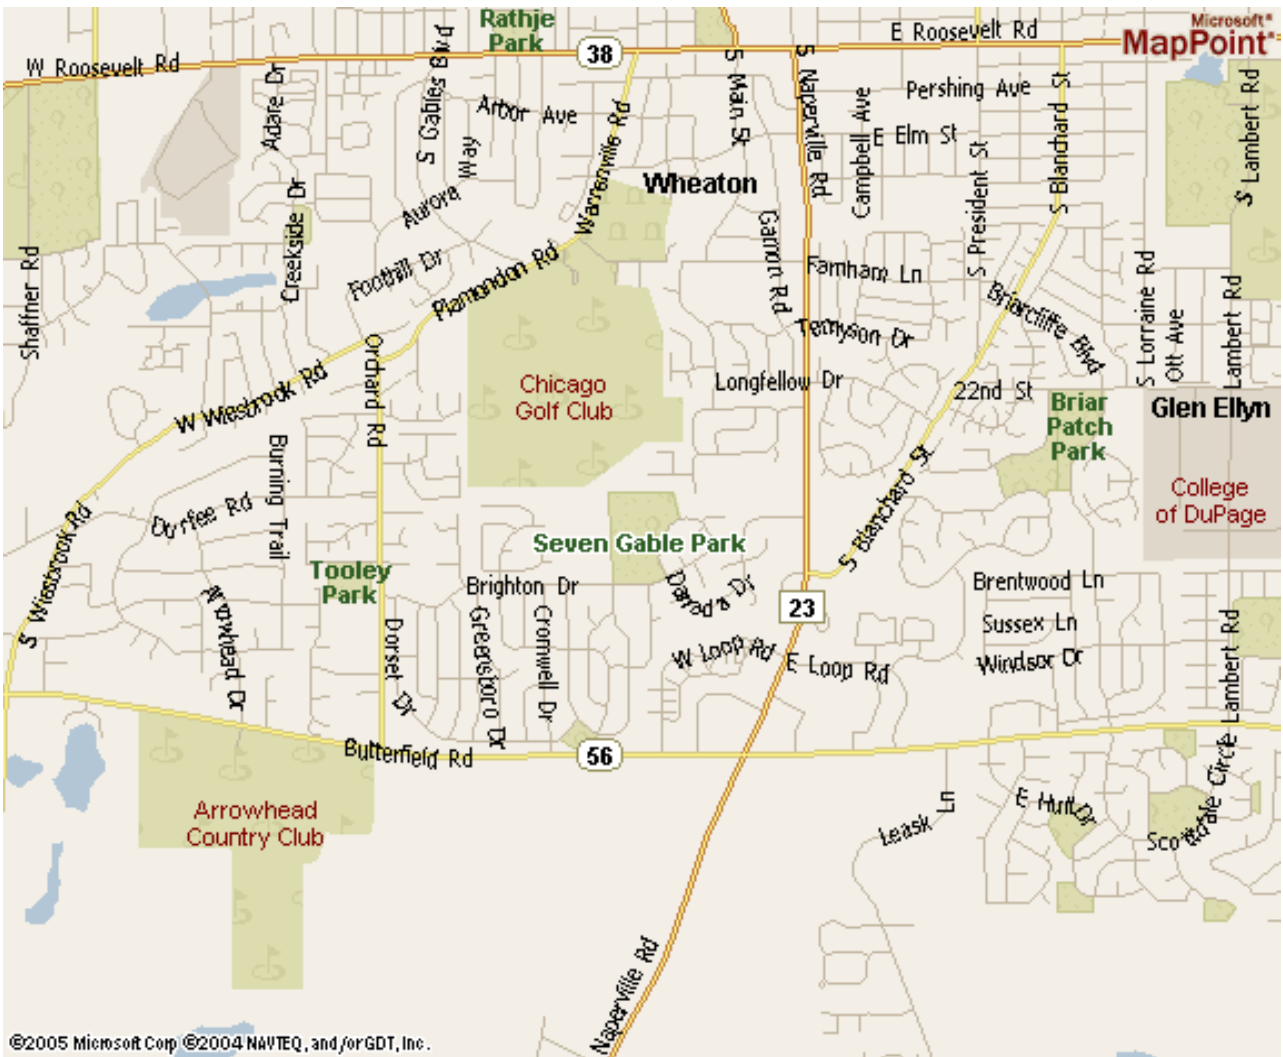 Rathje
Park
38
E Roosevelt Rd
Microsoft®
MapPoint®
W Roosevelt Rd
Adare Dr
S Gables Blvd
Arbor Ave
Warrenville Rd
S Main St
S Naperville Rd
Campbell Ave
Pershing Ave
E Elm St
S President St
S Blanchard St
S Lambert Rd
Wheaton
Aurora Way
Creekside Dr
Foothill Dr
Plamondon Rd
Gamon Rd
Farnham Ln
Briarcliffe Blvd
S Lorraine Rd
Ott Ave
Lambert Rd
Shaffner Rd
Orchard Rd
Tennyson Dr
Longfellow Dr
22nd St
W Wiesbrook Rd
Chicago
Golf Club
Briar
Patch
Park
Glen Ellyn
Burning Trail
Durfee Rd
S Wiesbrook Rd
S Blanchard St
College
of DuPage
Seven Gable Park
Tooley
Park
Brighton Dr
Brentwood Ln
23
Arrowhead Dr
Dorset Dr
Greensboro Dr
Cromwell Dr
W Loop Rd
E Loop Rd
Sussex Ln
Windsor Dr
Lambert Rd
Butterfield Rd
56
Arrowhead
Country Club
Leask Ln
E Hutt Dr
Scottdale Circle
Naperville Rd
©2005 Microsoft Corp ©2004 NAVTEQ, and/or GDT, Inc.